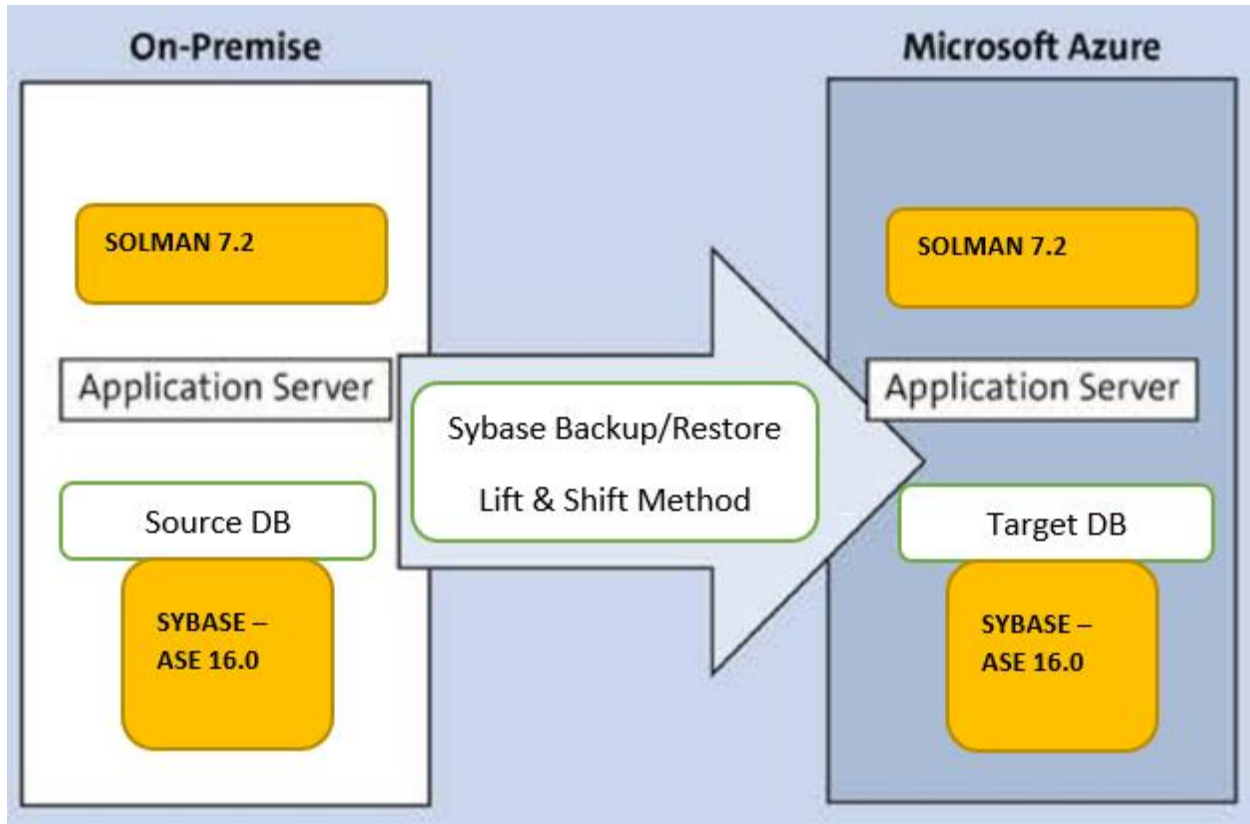 On-Premise
Microsoft Azure
SOLMAN 7.2
SOLMAN 7.2
Application Server
Application Server
Sybase Backup/Restore
Lift & Shift Method
Source DB
Target DB
SYBASE –
ASE 16.0
SYBASE –
ASE 16.0